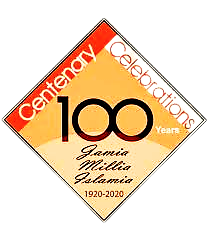 Centenary
Celebrations
100
Years
Jamia
Millia
Islamia
1920-2020